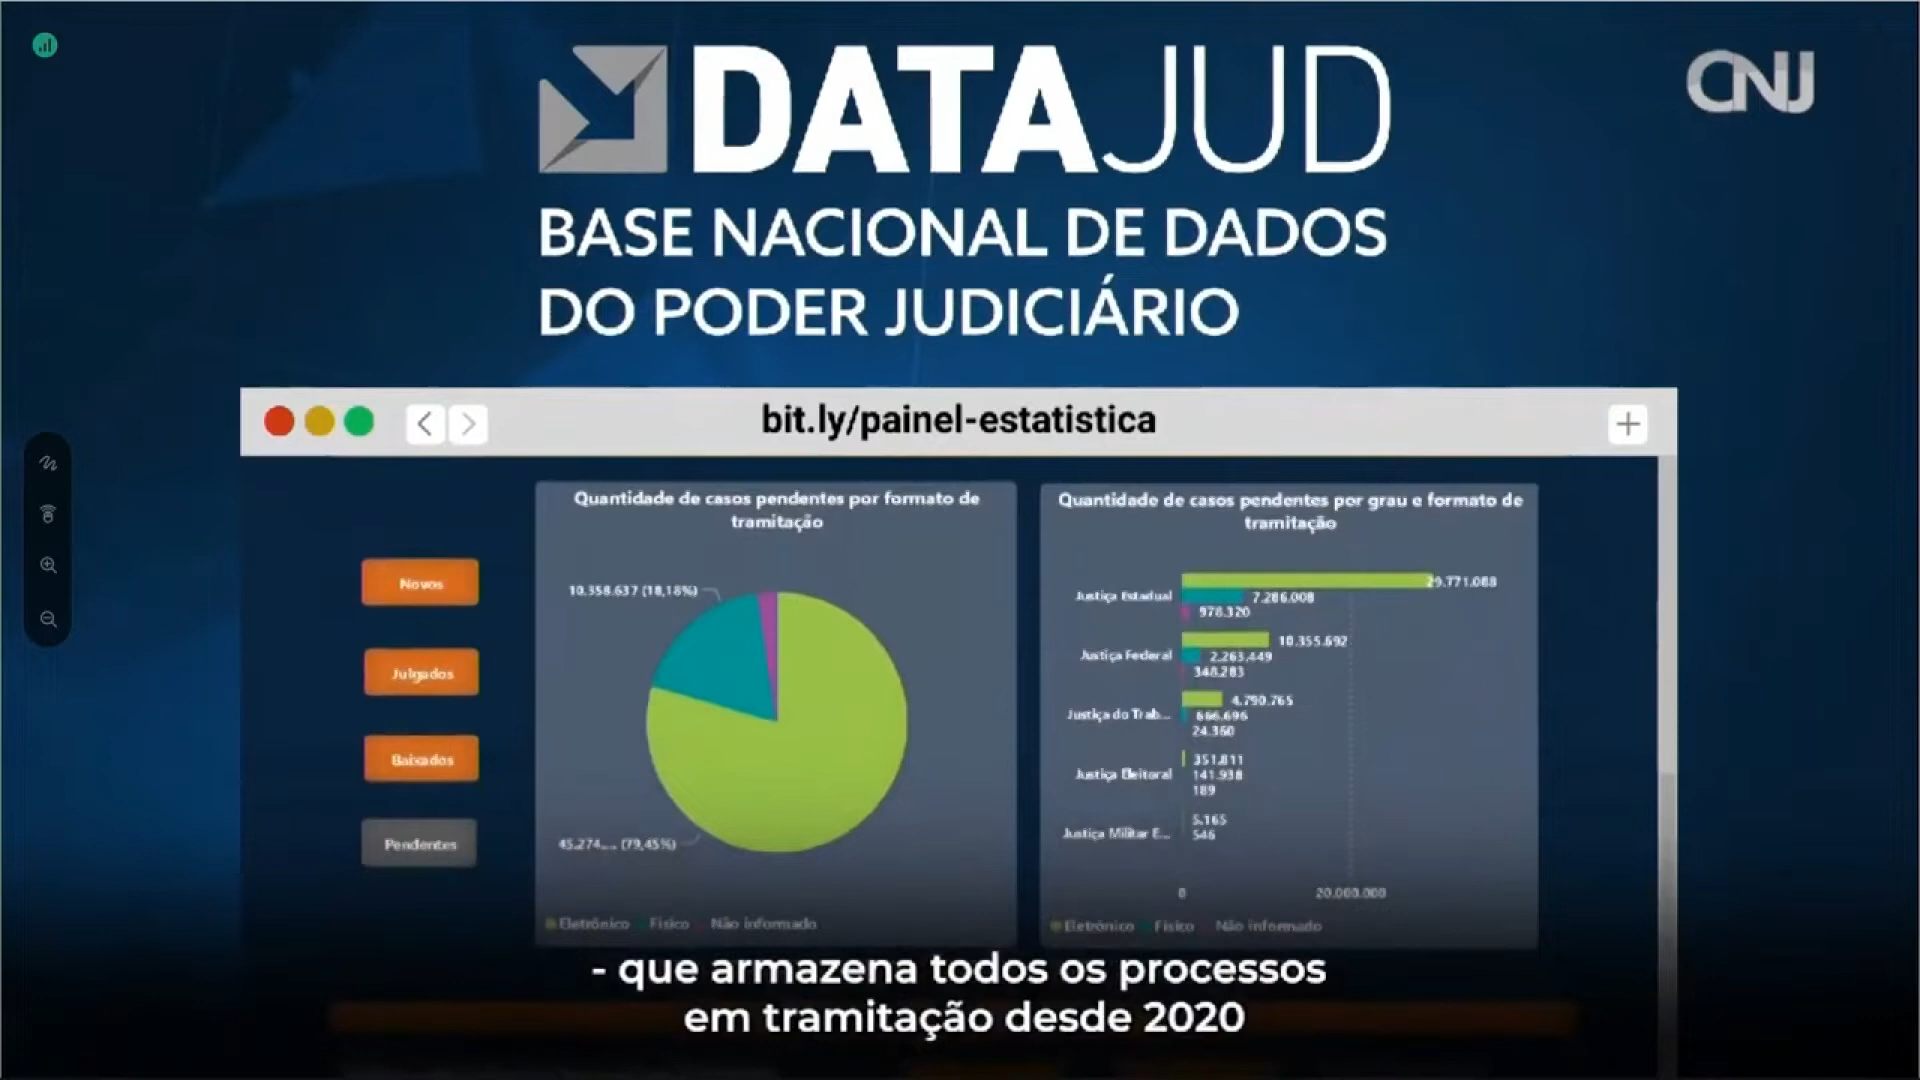 DATAJUD
CNJ
BASE NACIONAL DE DADOS
DO PODER JUDICIÁRIO
bit.ly/painel-estatistica
Novos
Julgados
Baixados
Pendentes
Quantidade de casos pendentes por formato de
tramitação
10.358.637 (18,18%)
45.274.... (79,45%)
Eletrônico Físico Não informado
Quantidade de casos pendentes por grau e formato de
tramitação
Justiça Estadual
29.771.088
7.286.008
978.320
Justiça Federal
10.355.692
2.263.449
348.283
Justiça do Trab...
4.790.765
666.696
24.360
Justiça Eleitoral
351.811
141.938
189
Justiça Militar E...
5.165
546
0 20.000.000
Eletrônico Físico Não informado
- que armazena todos os processos
em tramitação desde 2020